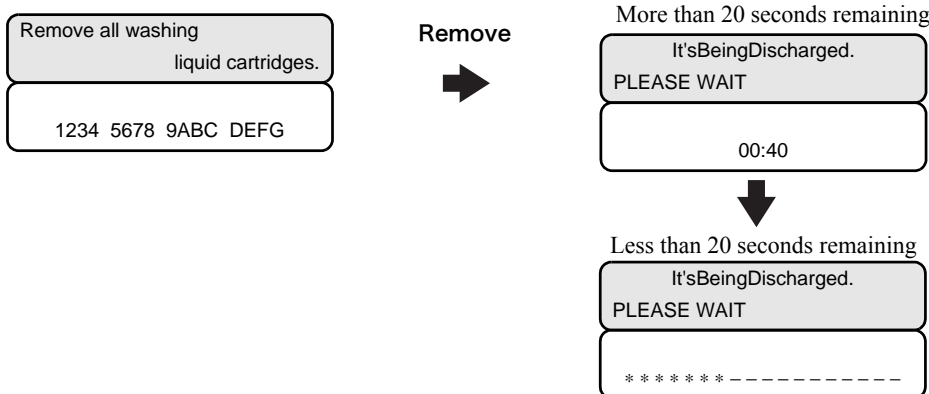 Remove all washing
liquid cartridges.
1234 5678 9ABC DEFG
Remove
More than 20 seconds remaining
It'sBeingDischarged.
PLEASE WAIT
00:40
Less than 20 seconds remaining
It'sBeingDischarged.
PLEASE WAIT
* * * * * * * – – – – – – – – – – –